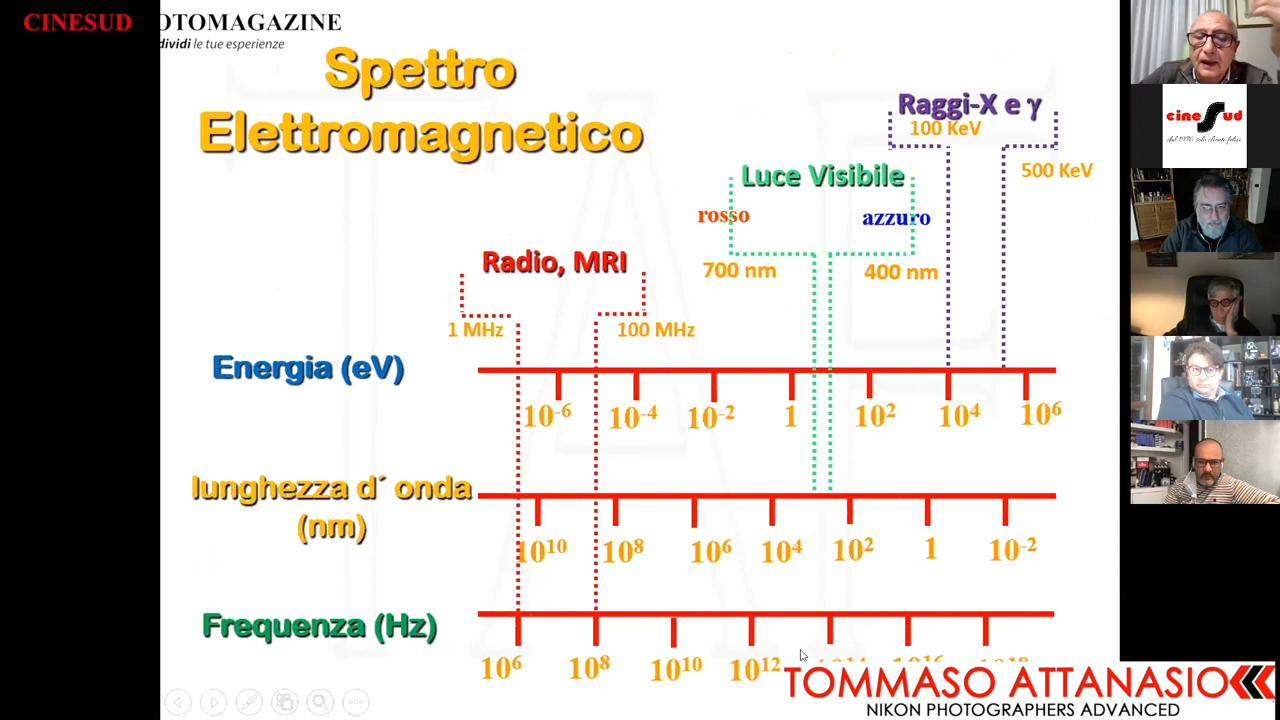 CINESUD OTOMAGAZINE
dividi le tue esperienze
Spettro
Elettromagnetico
Raggi-X e γ
100 KeV
500 KeV
Luce Visibile
rosso azzuro
700 nm 400 nm
Radio, MRI
1 MHz 100 MHz
Energia (eV)
10⁻⁶ 10⁻⁴ 10⁻² 1 10² 10⁴ 10⁶
lunghezza d´ onda
(nm)
10¹⁰ 10⁸ 10⁶ 10⁴ 10² 1 10⁻²
Frequenza (Hz)
10⁶ 10⁸ 10¹⁰ 10¹²
TOMMASO ATTANASIO
NIKON PHOTOGRAPHERS ADVANCED
cine Sud